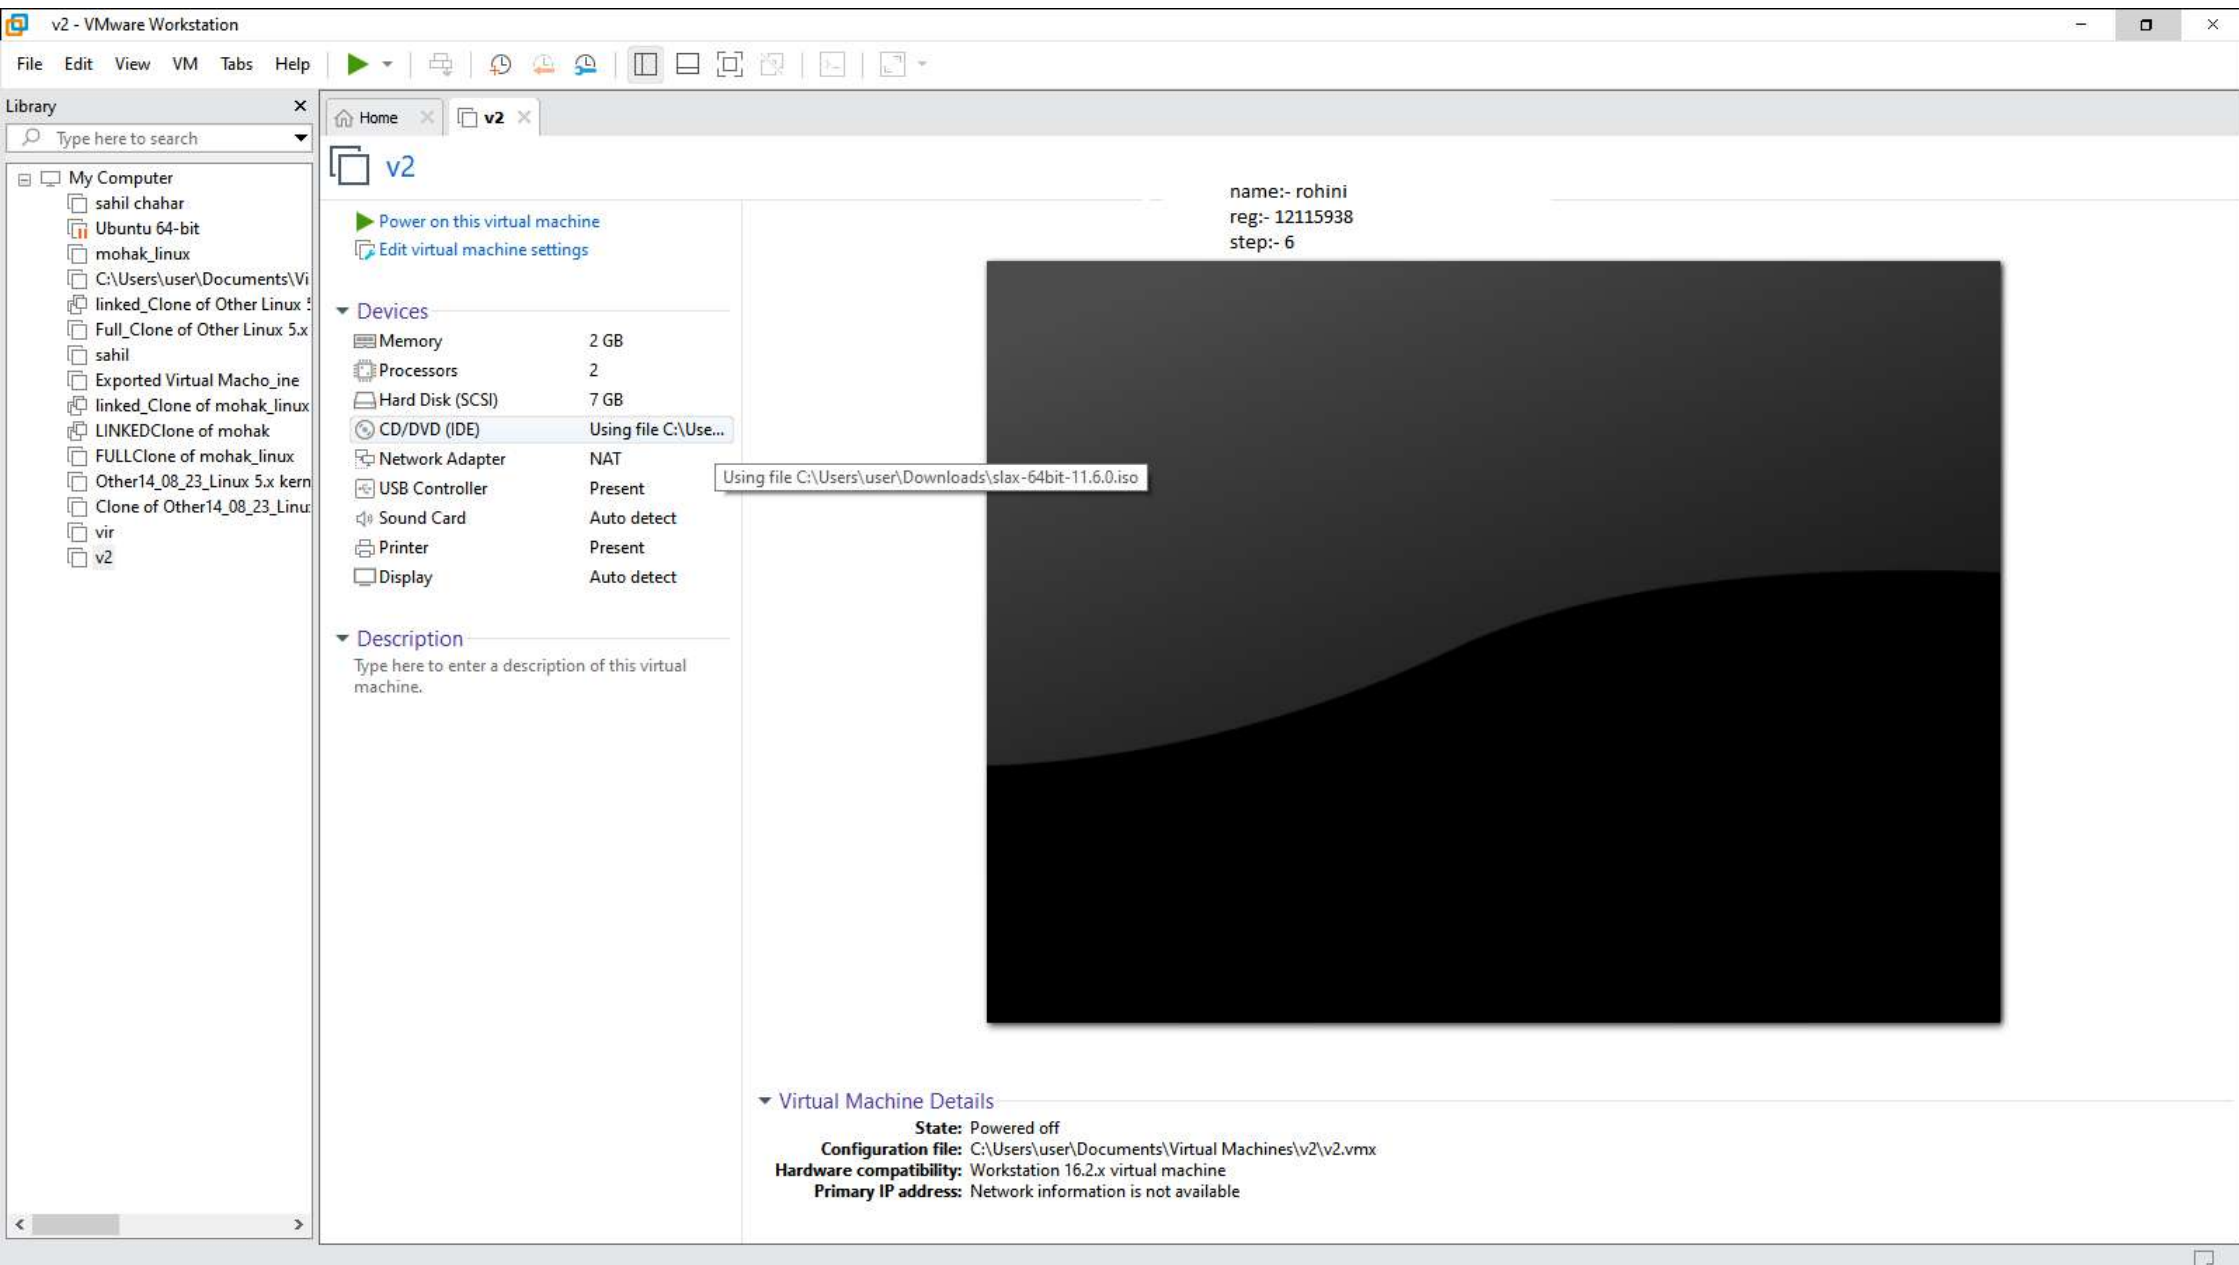 v2 - VMware Workstation
File Edit View VM Tabs Help
Library
Home
v2
Type here to search
My Computer
sahil chahar
Ubuntu 64-bit
mohak_linux
C:\Users\user\Documents\Vi
linked_Clone of Other Linux
Full_Clone of Other Linux 5.x
sahil
Exported Virtual Macho_ine
linked_Clone of mohak_linux
LINKEDClone of mohak
FULLClone of mohak_linux
Other14_08_23_Linux 5.x kern
Clone of Other14_08_23_Linu
vir
v2
v2
name:- rohini
reg:- 12115938
step:- 6
Power on this virtual machine
Edit virtual machine settings
Devices
Memory 2 GB
Processors 2
Hard Disk (SCSI) 7 GB
CD/DVD (IDE) Using file C:\Use...
Network Adapter NAT
USB Controller Present
Sound Card Auto detect
Printer Present
Display Auto detect
Using file C:\Users\user\Downloads\slax-64bit-11.6.0.iso
Description
Type here to enter a description of this virtual
machine.
Virtual Machine Details
State: Powered off
Configuration file: C:\Users\user\Documents\Virtual Machines\v2\v2.vmx
Hardware compatibility: Workstation 16.2.x virtual machine
Primary IP address: Network information is not available